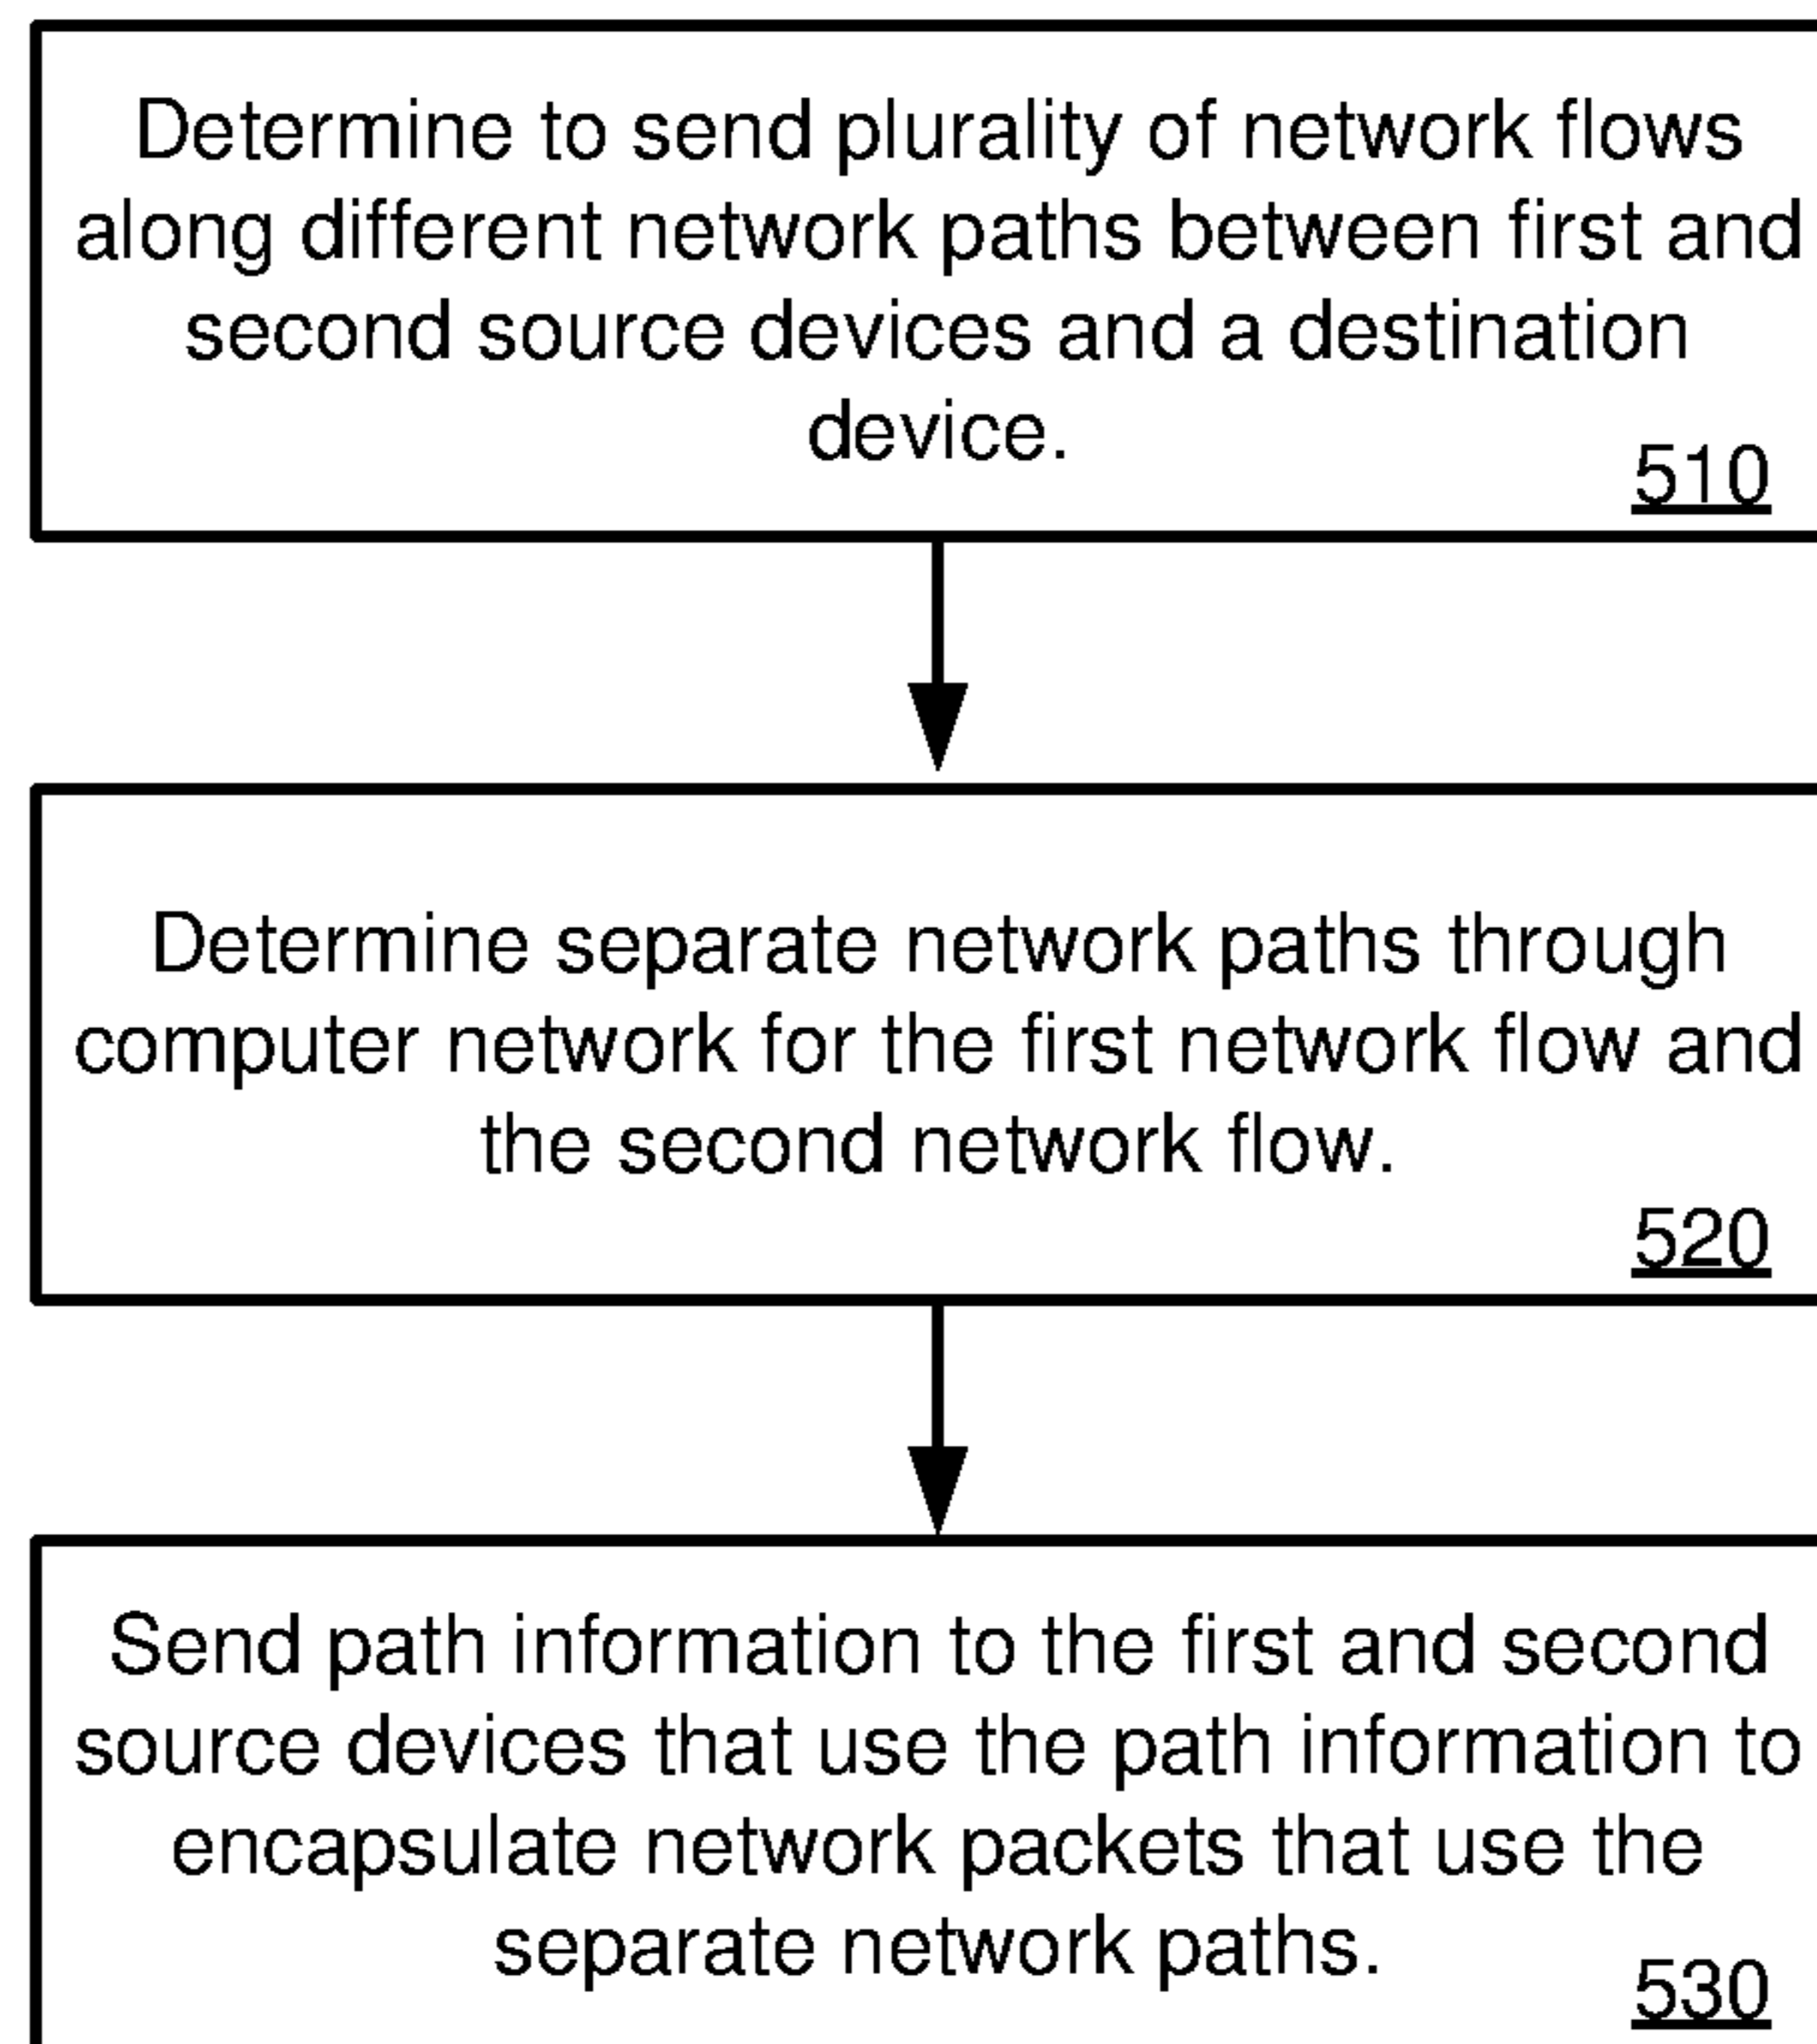 Determine to send plurality of network flows
along different network paths between first and
second source devices and a destination
device.
510
Determine separate network paths through
computer network for the first network flow and
the second network flow.
520
Send path information to the first and second
source devices that use the path information to
encapsulate network packets that use the
separate network paths.
530